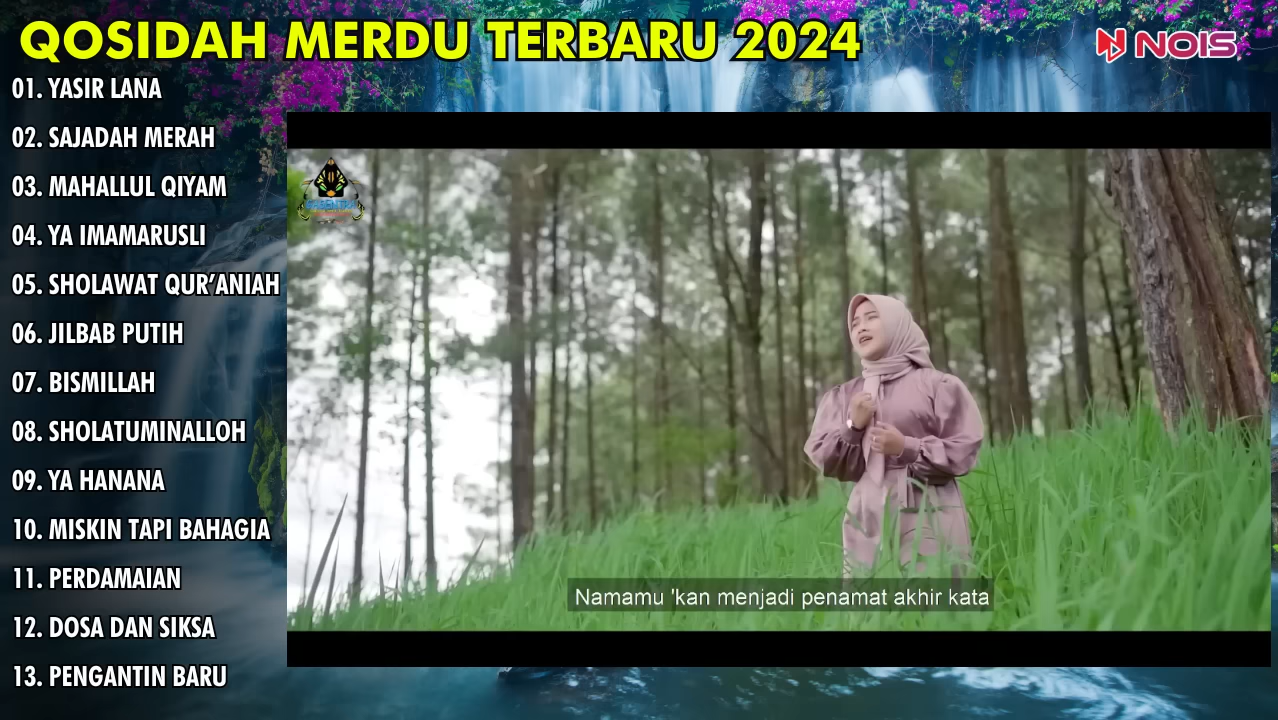 QOSIDAH MERDU TERBARU 2024
NOIS
01. YASIR LANA
02. SAJADAH MERAH
03. MAHALLUL QIYAM
04. YA IMAMARUSLI
05. SHOLAWAT QUR’ANIAH
06. JILBAB PUTIH
07. BISMILLAH
08. SHOLATUMINALLOH
09. YA HANANA
10. MISKIN TAPI BAHAGIA
11. PERDAMAIAN
12. DOSA DAN SIKSA
13. PENGANTIN BARU
Namamu 'kan menjadi penamat akhir kata